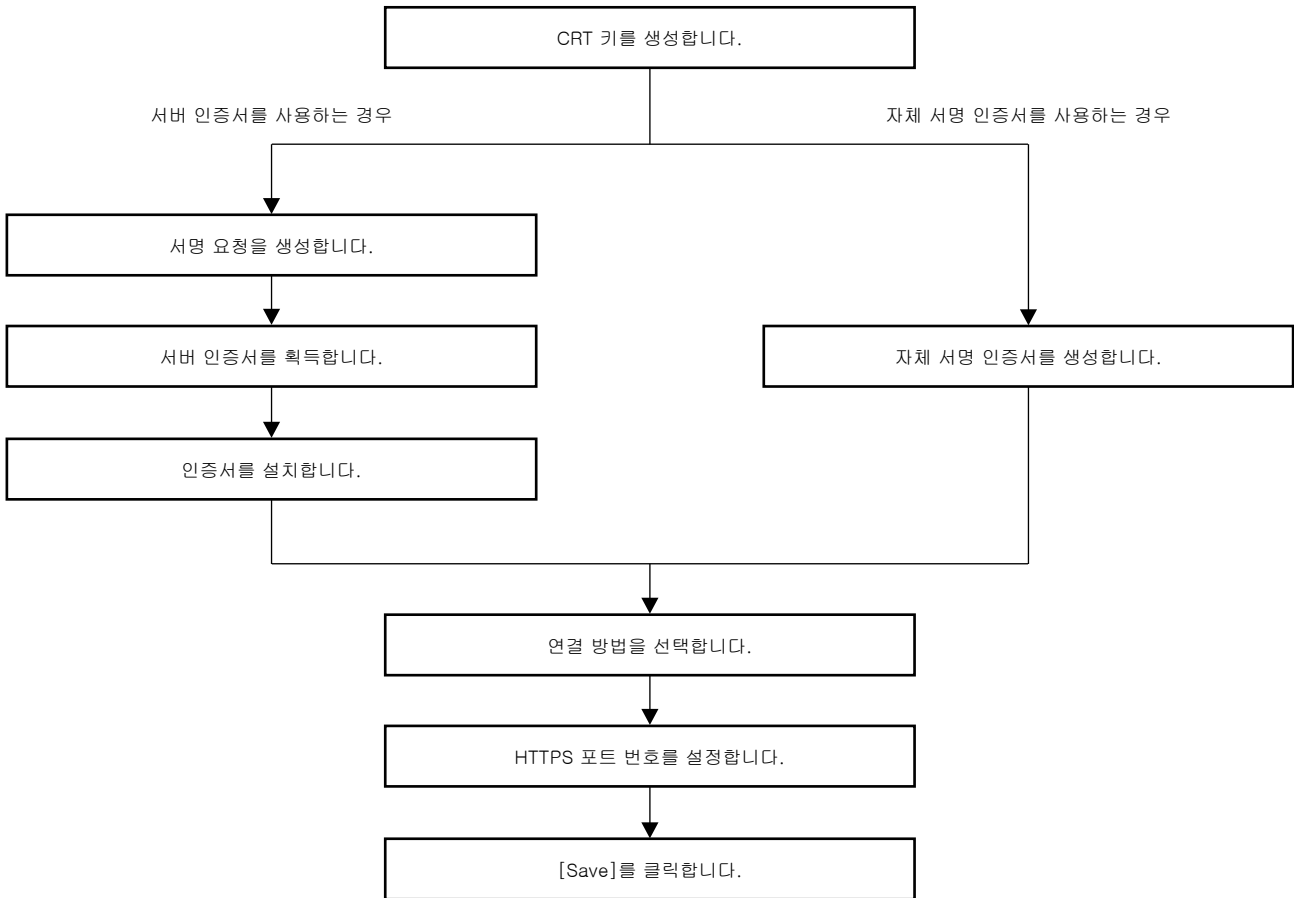 CRT 키를 생성합니다.
서버 인증서를 사용하는 경우
자체 서명 인증서를 사용하는 경우
서명 요청을 생성합니다.
서버 인증서를 획득합니다.
자체 서명 인증서를 생성합니다.
인증서를 설치합니다.
연결 방법을 선택합니다.
HTTPS 포트 번호를 설정합니다.
[Save]를 클릭합니다.